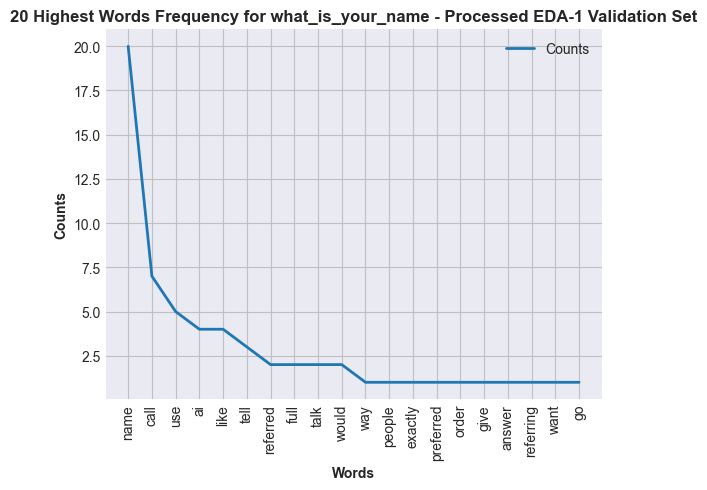 20 Highest Words Frequency for what_is_your_name - Processed EDA-1 Validation Set
Counts
20.0
17.5
15.0
12.5
10.0
7.5
5.0
2.5
Counts
name
call
use
ai
like
tell
referred
full
talk
would
way
people
exactly
preferred
order
give
answer
referring
want
go
Words